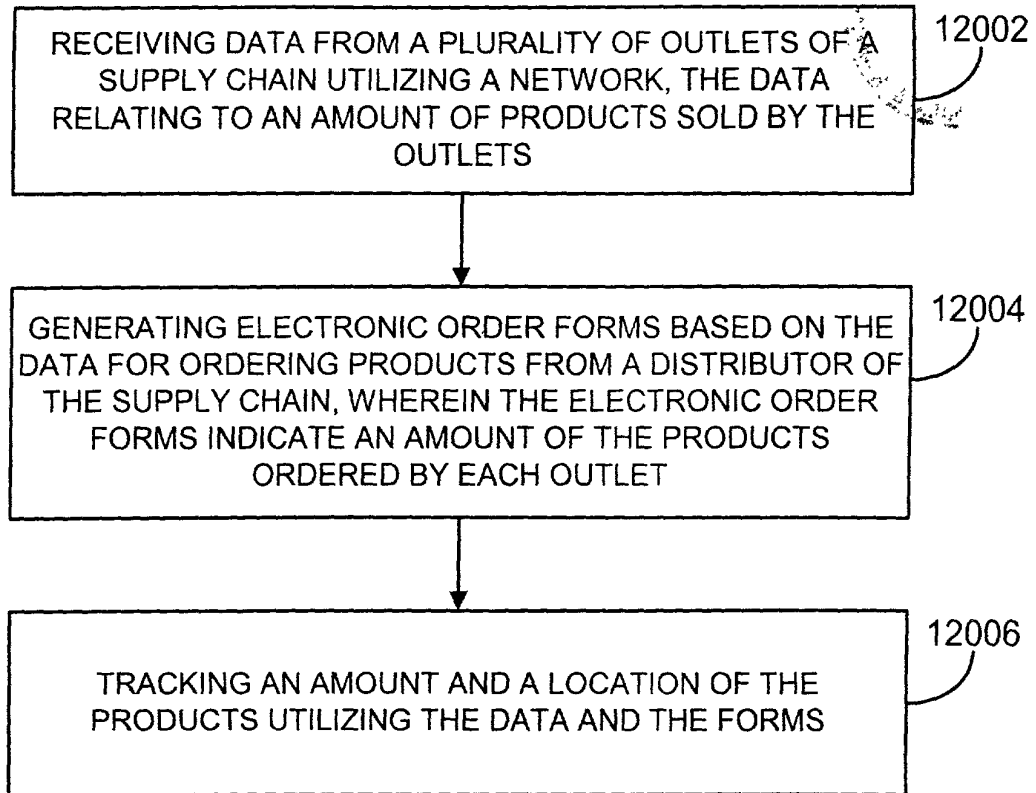 RECEIVING DATA FROM A PLURALITY OF OUTLETS OF A
SUPPLY CHAIN UTILIZING A NETWORK, THE DATA
RELATING TO AN AMOUNT OF PRODUCTS SOLD BY THE
OUTLETS
12002
GENERATING ELECTRONIC ORDER FORMS BASED ON THE
DATA FOR ORDERING PRODUCTS FROM A DISTRIBUTOR OF
THE SUPPLY CHAIN, WHEREIN THE ELECTRONIC ORDER
FORMS INDICATE AN AMOUNT OF THE PRODUCTS
ORDERED BY EACH OUTLET
12004
TRACKING AN AMOUNT AND A LOCATION OF THE
PRODUCTS UTILIZING THE DATA AND THE FORMS
12006